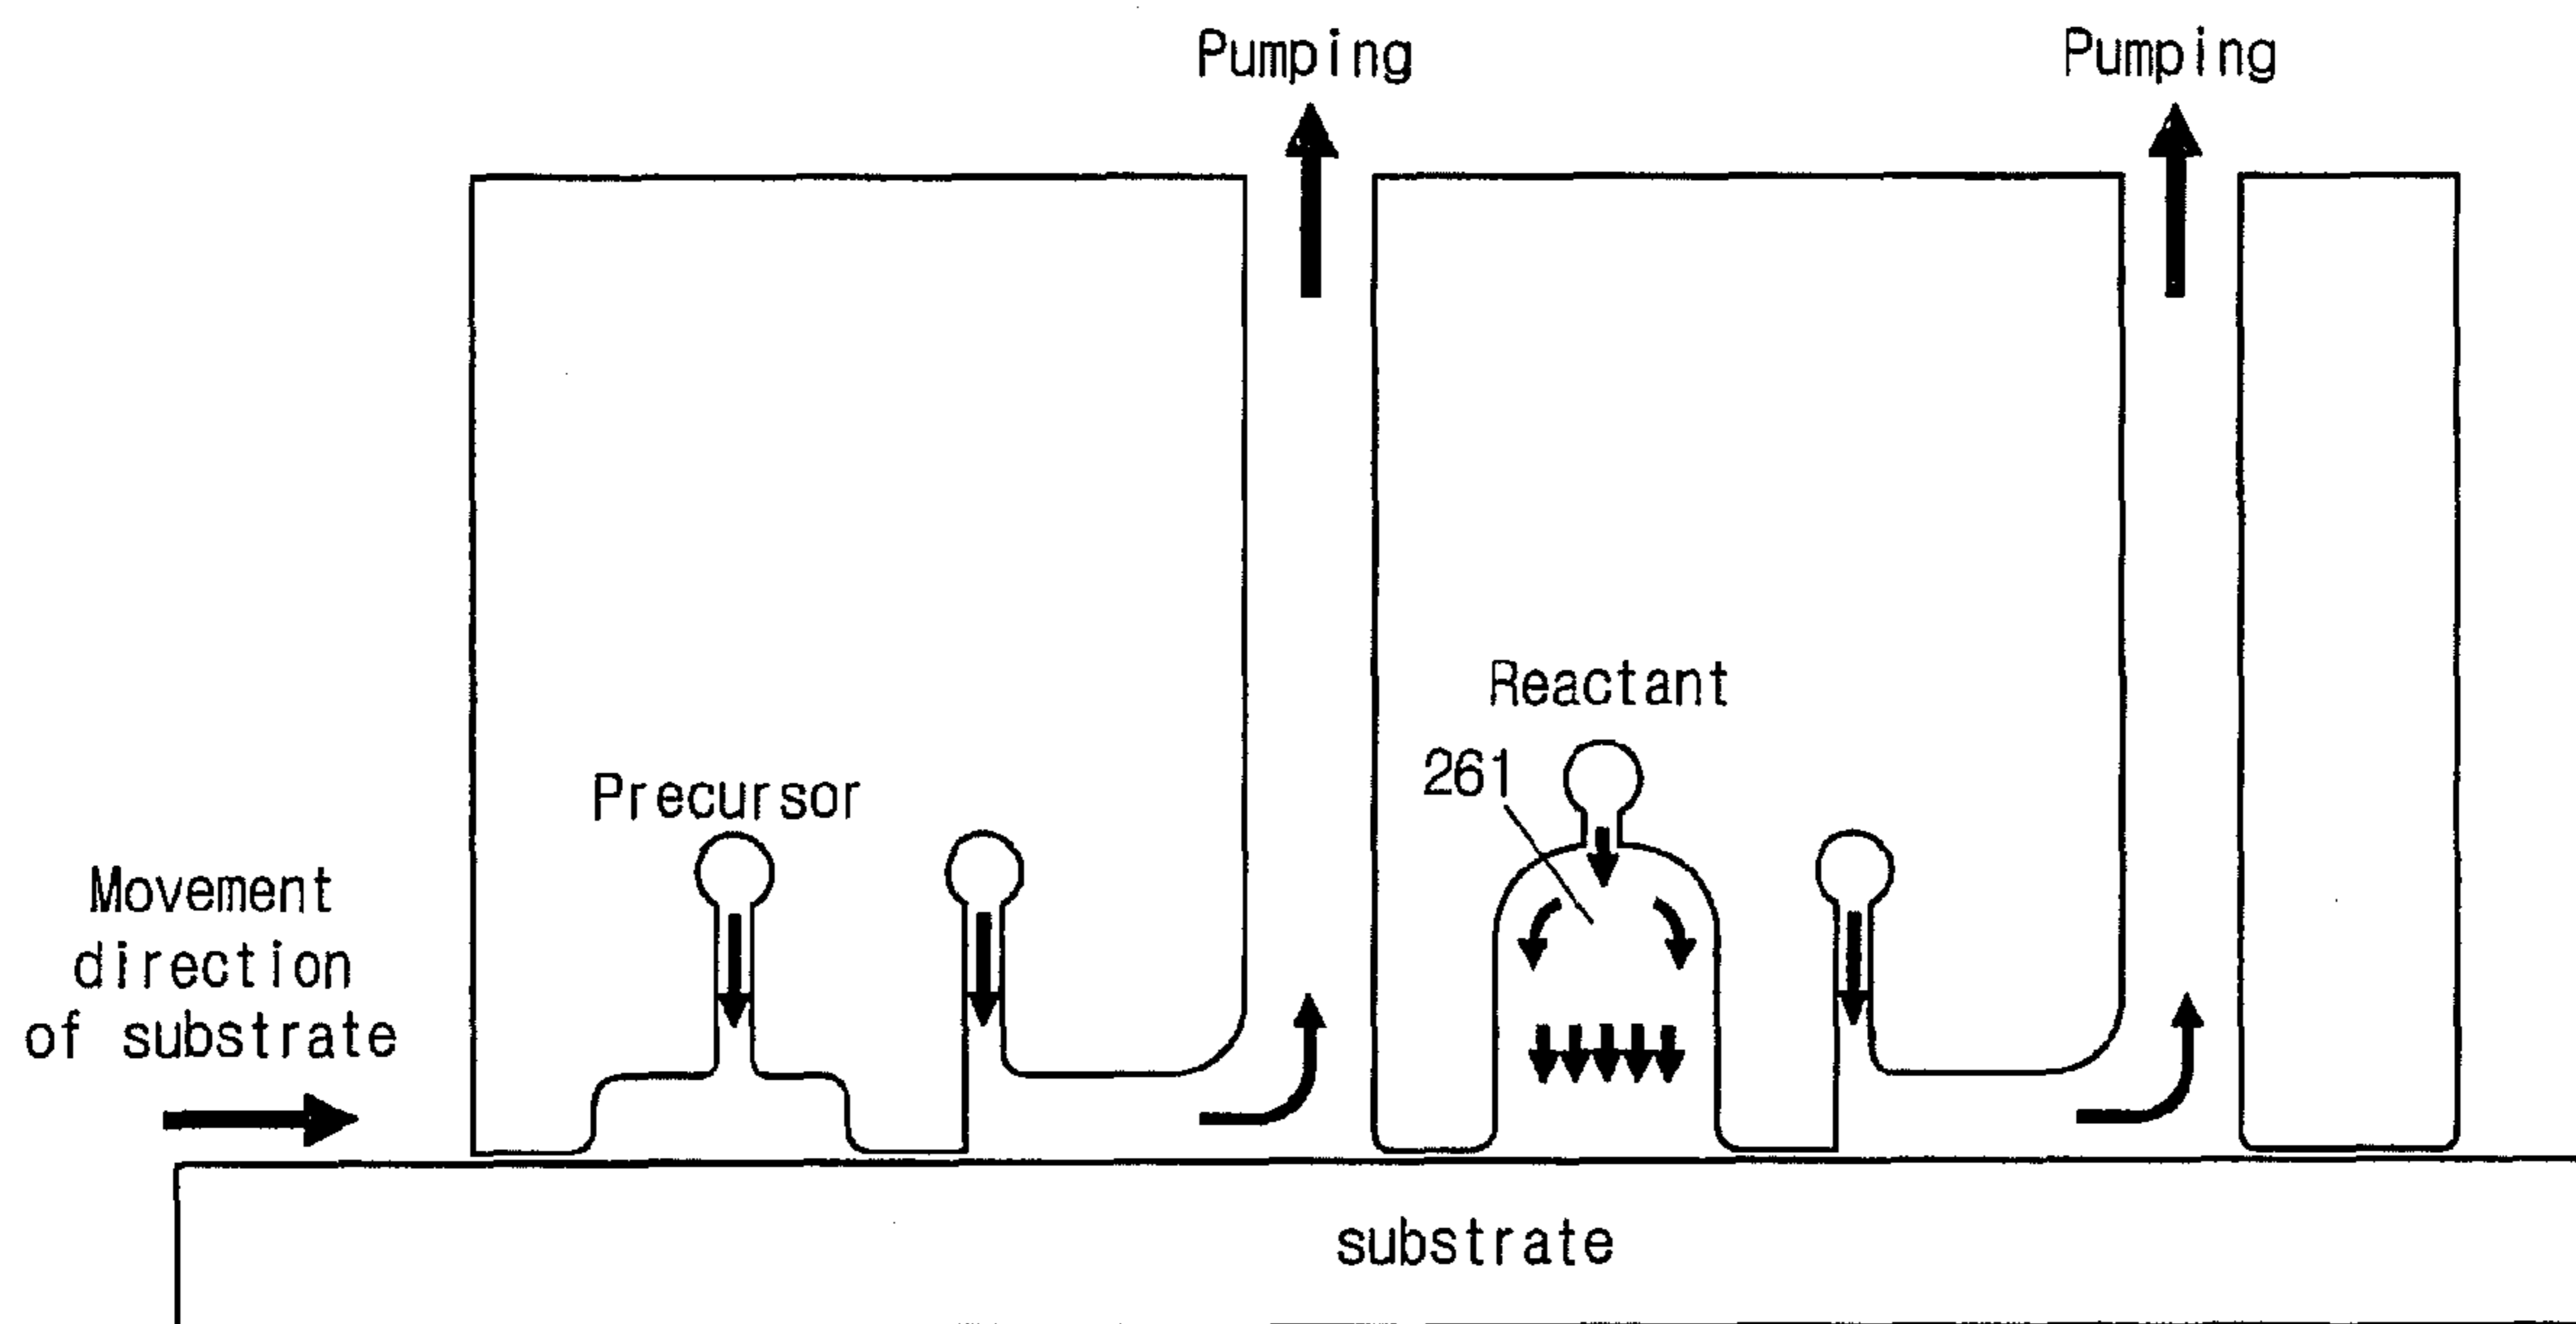 Pumping
Pumping
Reactant
261
Precursor
Movement
direction
of substrate
substrate